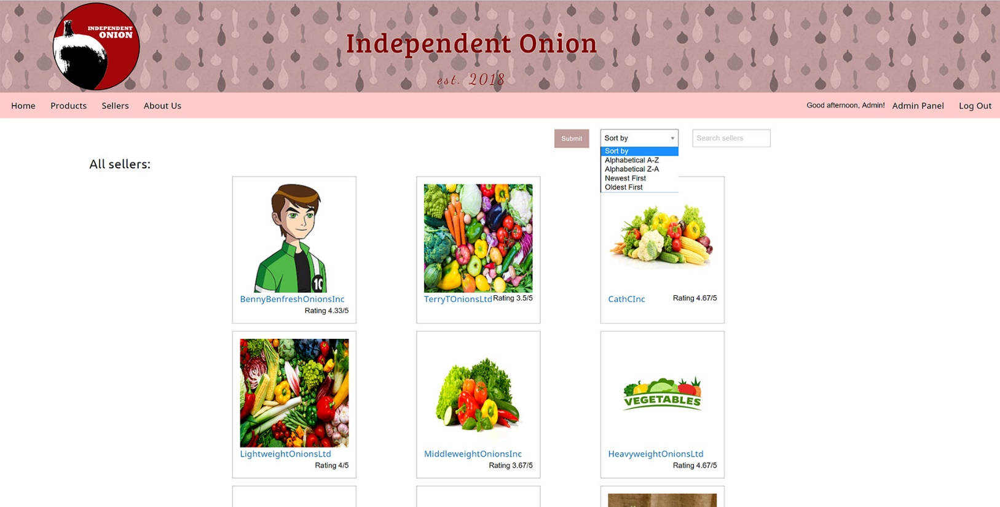 INDEPENDENT
ONION
Independent Onion
est. 2018
Home Products Sellers About Us Good afternoon, Admin! Admin Panel Log Out
Submit Sort by Search sellers
Sort by
Alphabetical A-Z
Alphabetical Z-A
Newest First
Oldest First
All sellers:
10
BennyBenfreshOnionsInc
Rating 4.33/5
TerryTOnionsLtd Rating 3.5/5
CathCInc Rating 4.67/5
LightweightOnionsLtd
Rating 4/5
MiddleweightOnionsInc
Rating 3.67/5
VEGETABLES
HeavyweightOnionsLtd
Rating 4.67/5